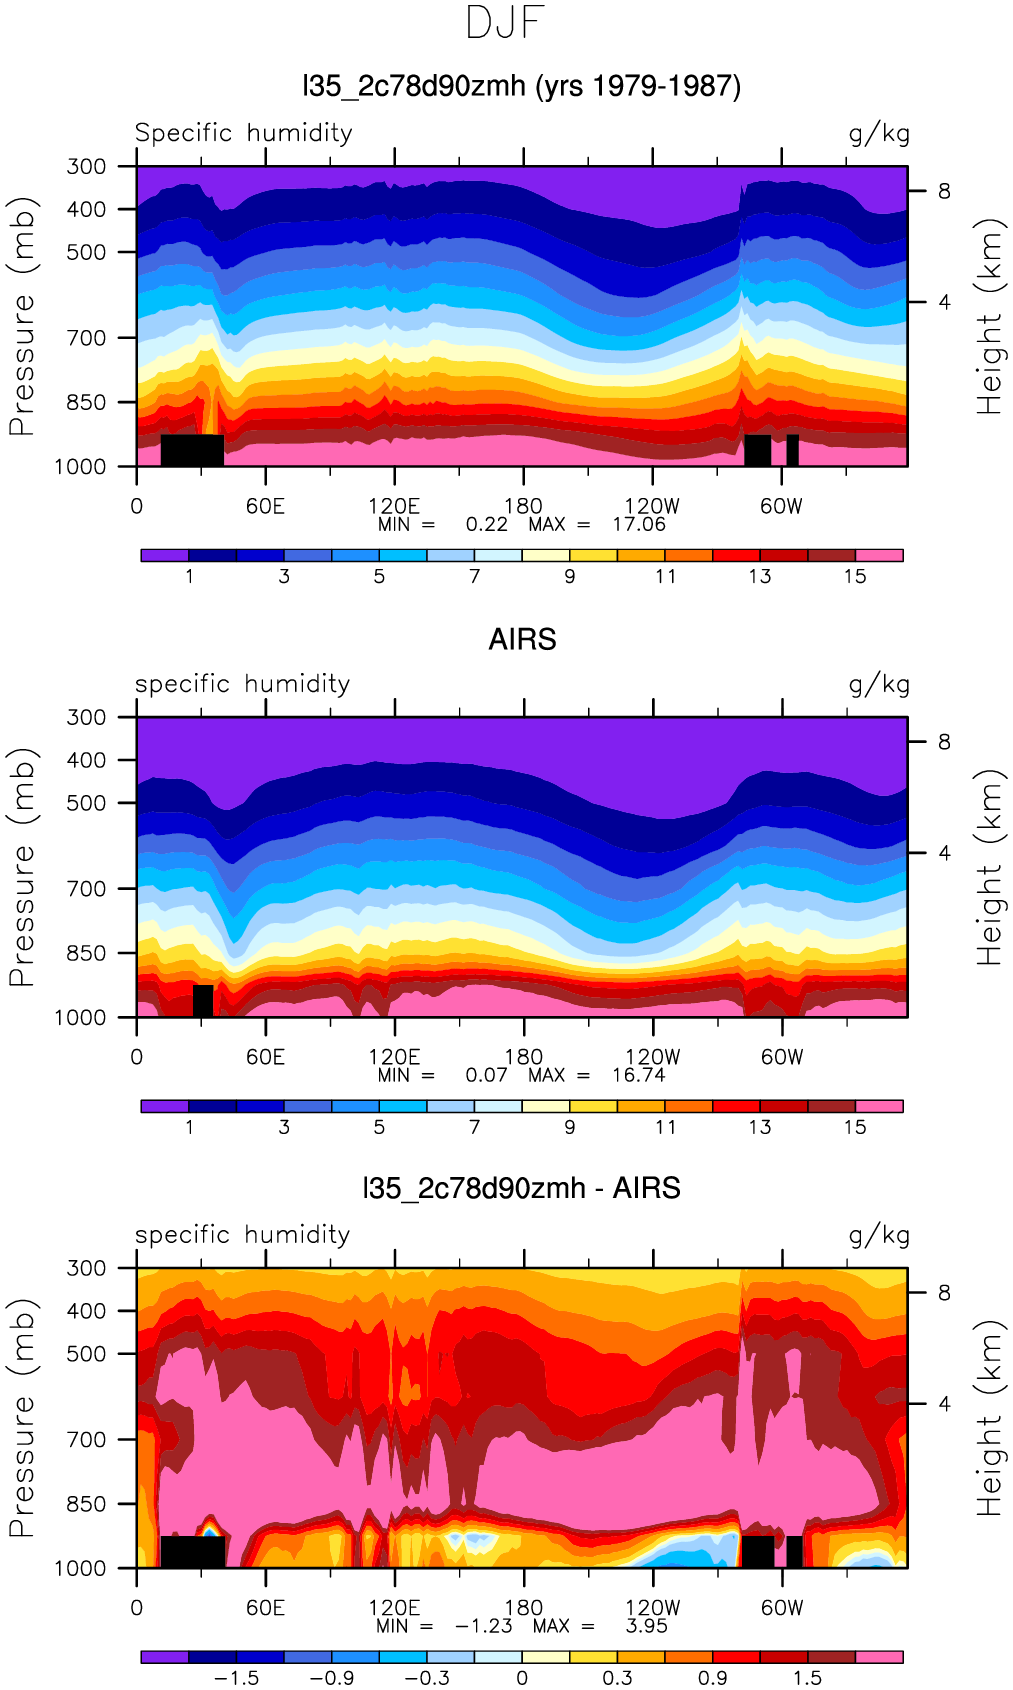 DJF
l35_2c78d90zmh (yrs 1979-1987)
Specific humidity g/kg
Pressure (mb)
300
400
500
700
850
1000
Height (km)
8
4
0 60E 120E 180 120W 60W
MIN = 0.22 MAX = 17.06
1 3 5 7 9 11 13 15
AIRS
specific humidity g/kg
Pressure (mb)
300
400
500
700
850
1000
Height (km)
8
4
0 60E 120E 180 120W 60W
MIN = 0.07 MAX = 16.74
1 3 5 7 9 11 13 15
l35_2c78d90zmh - AIRS
specific humidity g/kg
Pressure (mb)
300
400
500
700
850
1000
Height (km)
8
4
0 60E 120E 180 120W 60W
MIN = -1.23 MAX = 3.95
-1.5 -0.9 -0.3 0 0.3 0.9 1.5